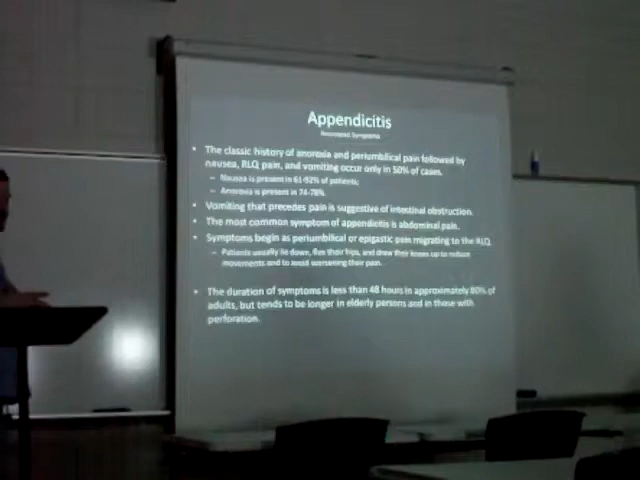 Appendicitis
Associated Symptoms
• The classic history of anorexia and periumbilical pain followed by
nausea, RLQ pain, and vomiting occur only in 50% of cases.
– Nausea is present in 61-92% of patients;
– Anorexia is present in 74-78%.
• Vomiting that precedes pain is suggestive of intestinal obstruction.
• The most common symptom of appendicitis is abdominal pain.
• Symptoms begin as periumbilical or epigastric pain migrating to the RLQ.
– Patients usually lie down, flex their hips, and draw their knees up to reduce
movements and to avoid worsening their pain.
• The duration of symptoms is less than 48 hours in approximately 80% of
adults, but tends to be longer in elderly persons and in those with
perforation.